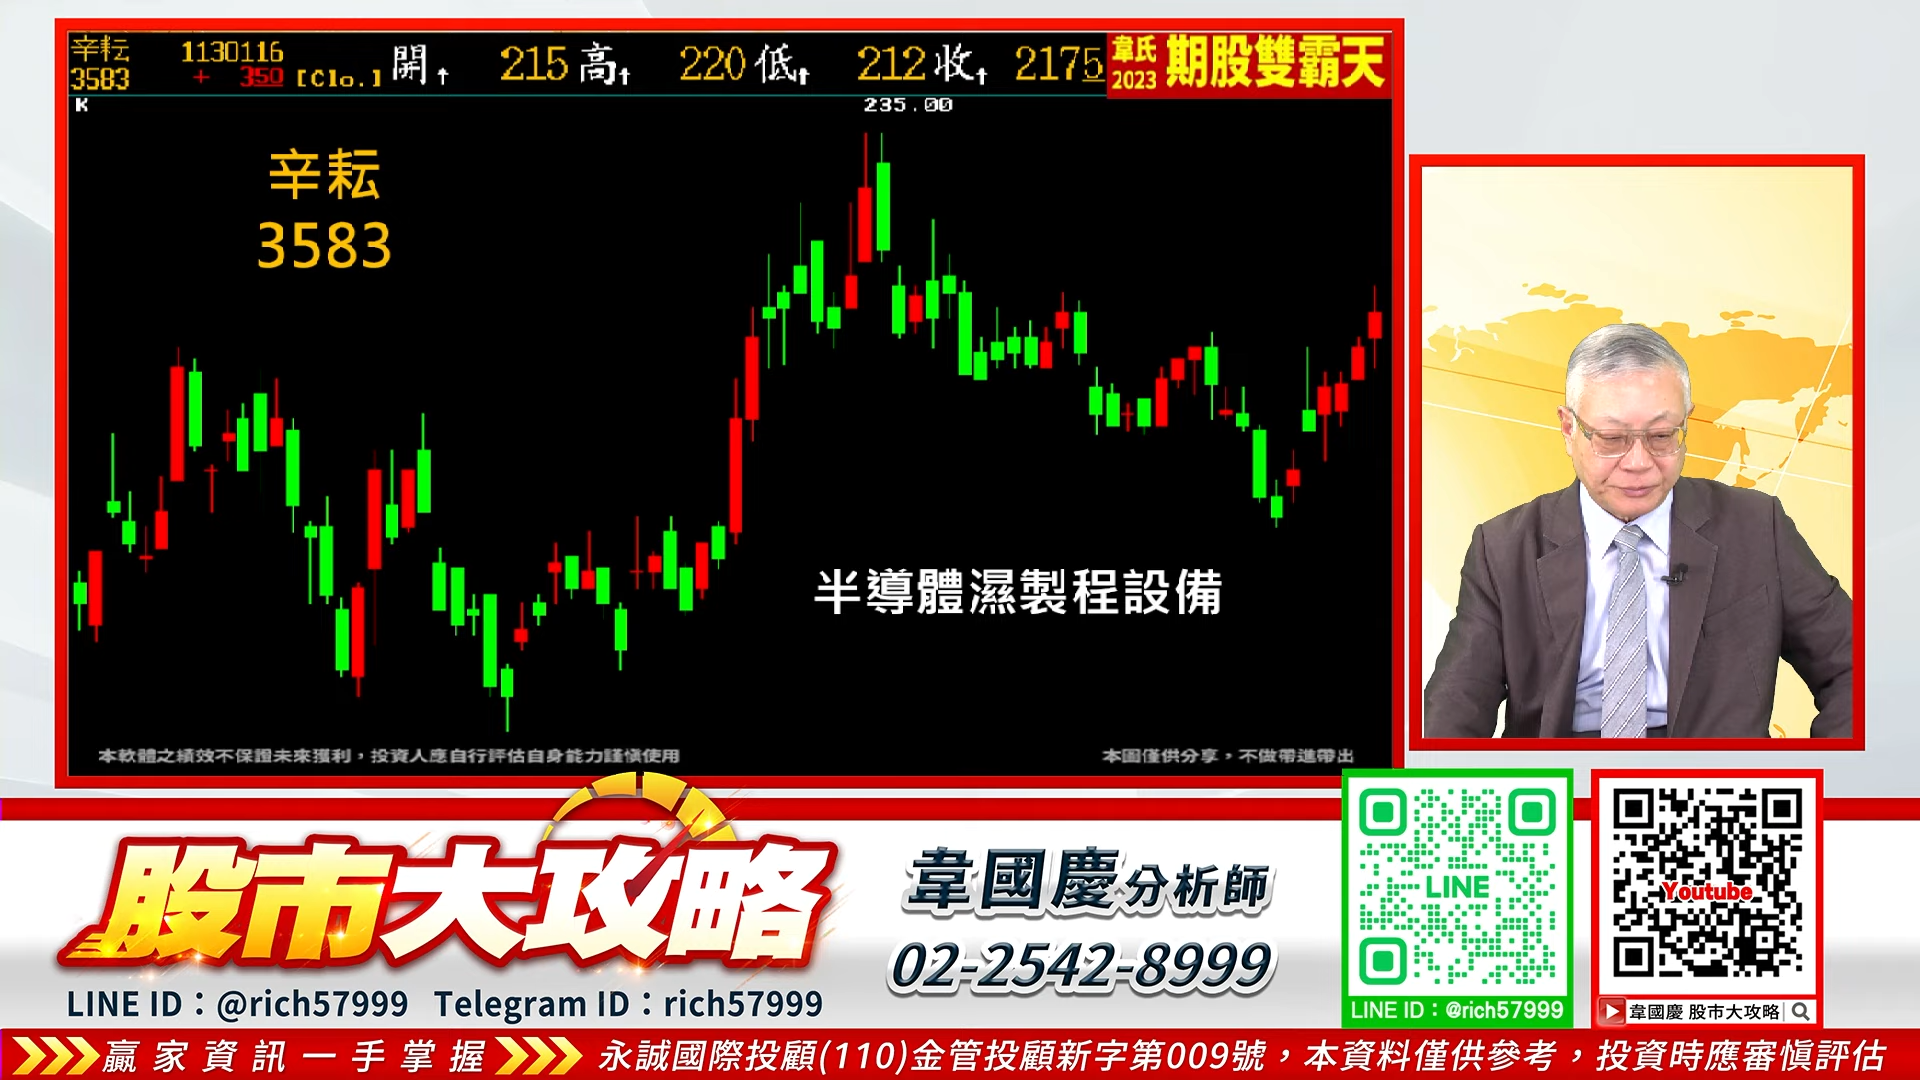 辛耘 1130116 開↑ 215 高↑ 220 低↑ 212 收↑ 2175
3583 + 350 [Clo.]
韋氏 2023 期股雙霸天
K 235.00
辛耘
3583
半導體濕製程設備
本軟體之績效不保證未來獲利，投資人應自行評估自身能力謹慎使用
本圖僅供分享，不做帶進帶出
股市大攻略
韋國慶分析師
02-2542-8999
LINE ID：@rich57999 Telegram ID：rich57999
LINE
LINE ID：@rich57999
Youtube
韋國慶 股市大攻略
贏家資訊一手掌握
永誠國際投顧(110)金管投顧新字第009號，本資料僅供參考，投資時應審慎評估